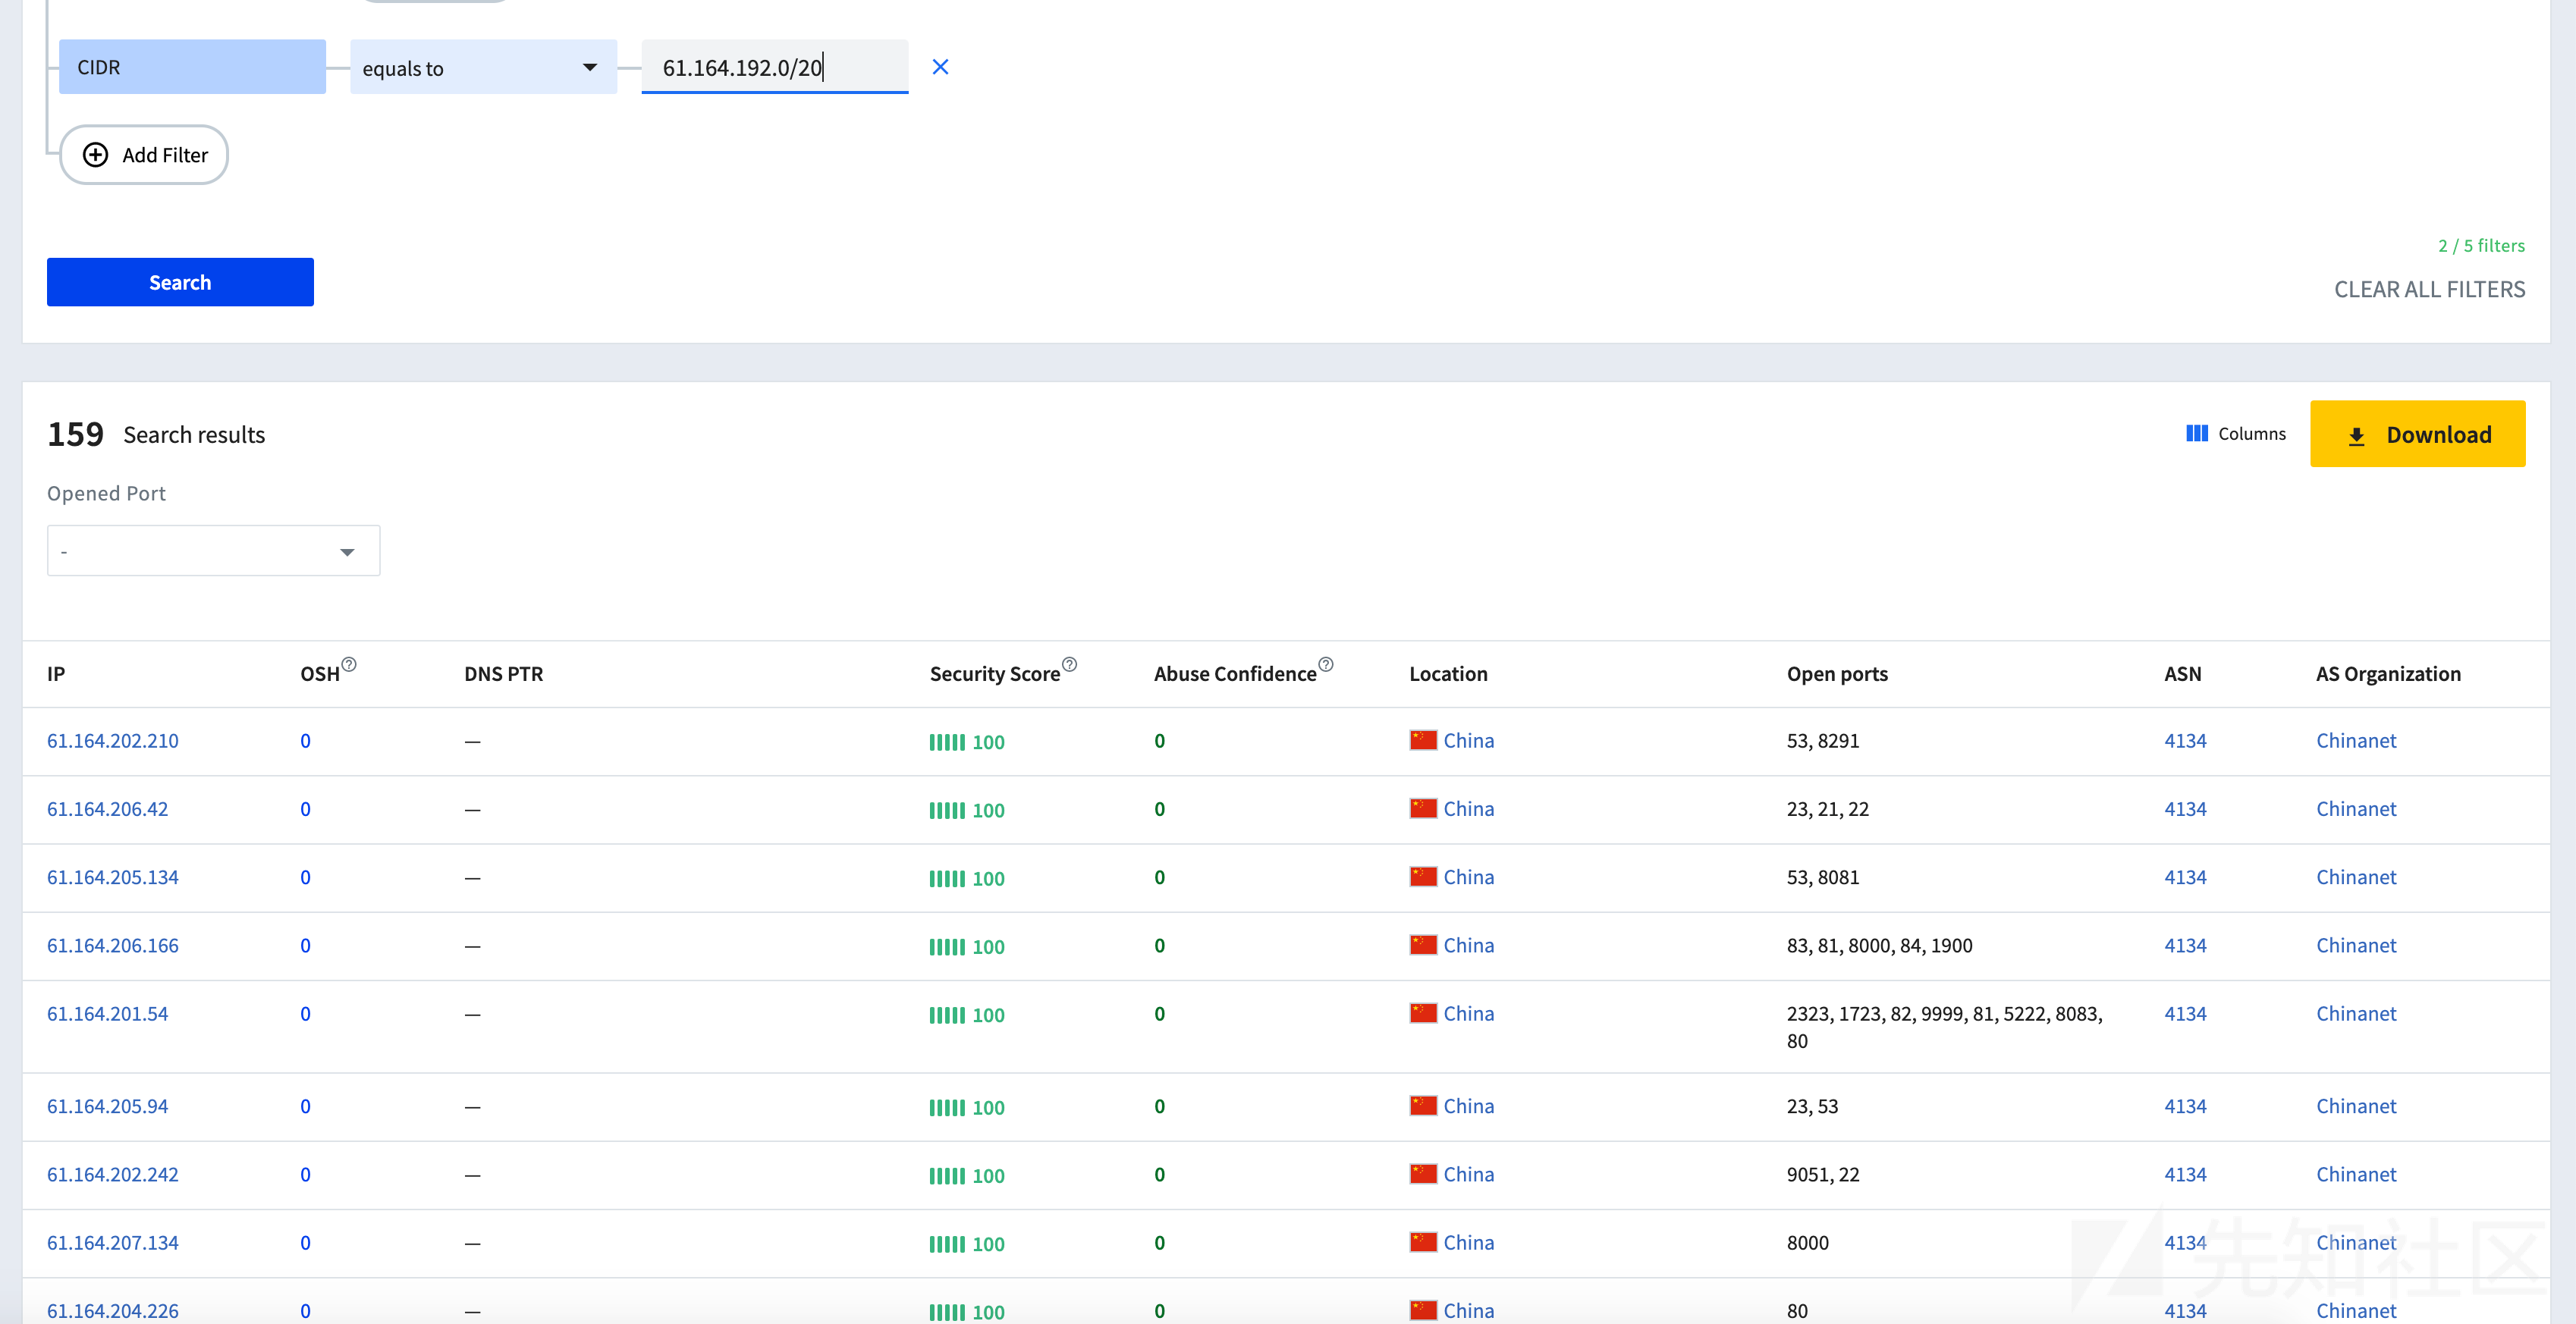 CIDR equals to 61.164.192.0/20
Add Filter
2 / 5 filters
Search CLEAR ALL FILTERS
159 Search results Columns Download
Opened Port
-
IP OSH? DNS PTR Security Score? Abuse Confidence? Location Open ports ASN AS Organization
61.164.202.210 0 — 100 0 China 53, 8291 4134 Chinanet
61.164.206.42 0 — 100 0 China 23, 21, 22 4134 Chinanet
61.164.205.134 0 — 100 0 China 53, 8081 4134 Chinanet
61.164.206.166 0 — 100 0 China 83, 81, 8000, 84, 1900 4134 Chinanet
61.164.201.54 0 — 100 0 China 2323, 1723, 82, 9999, 81, 5222, 8083, 4134 Chinanet
80
61.164.205.94 0 — 100 0 China 23, 53 4134 Chinanet
61.164.202.242 0 — 100 0 China 9051, 22 4134 Chinanet
61.164.207.134 0 — 100 0 China 8000 4134 Chinanet
先知社区
61.164.204.226 0 — 100 0 China 80 4134 Chinanet